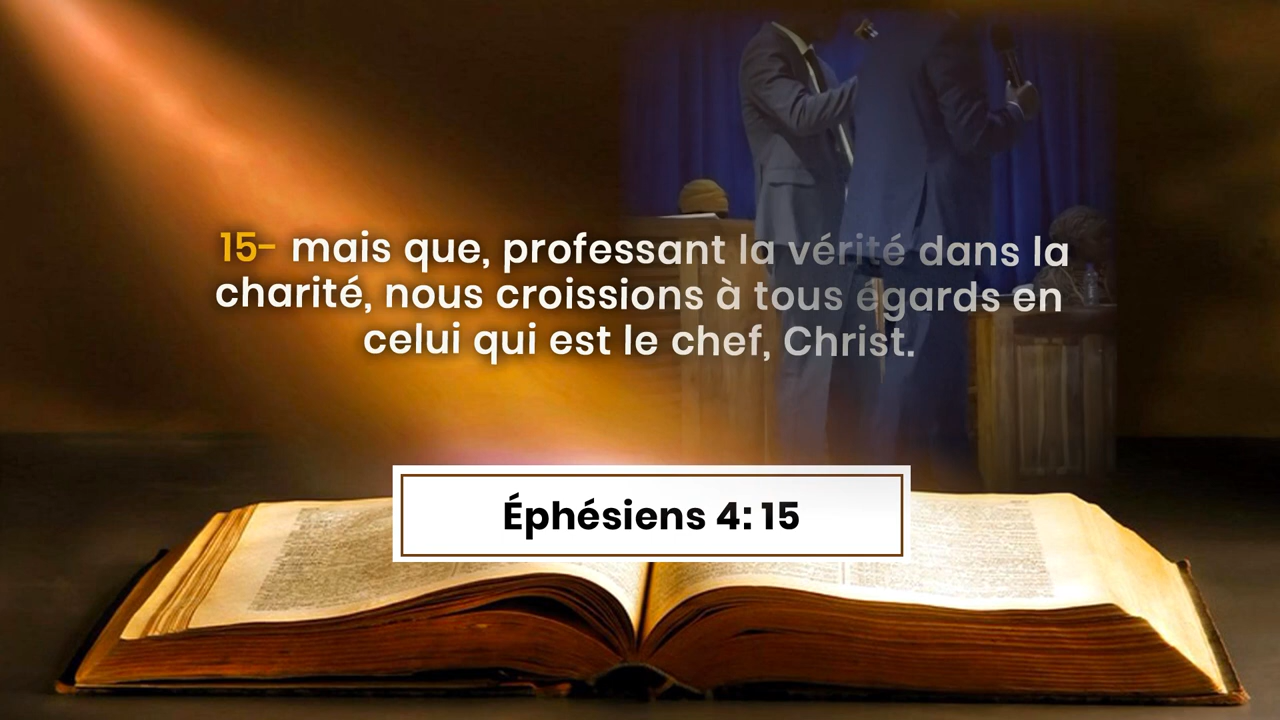 15- mais que, professant la vérité dans la
charité, nous croissions à tous égards en
celui qui est le chef, Christ.
Éphésiens 4: 15